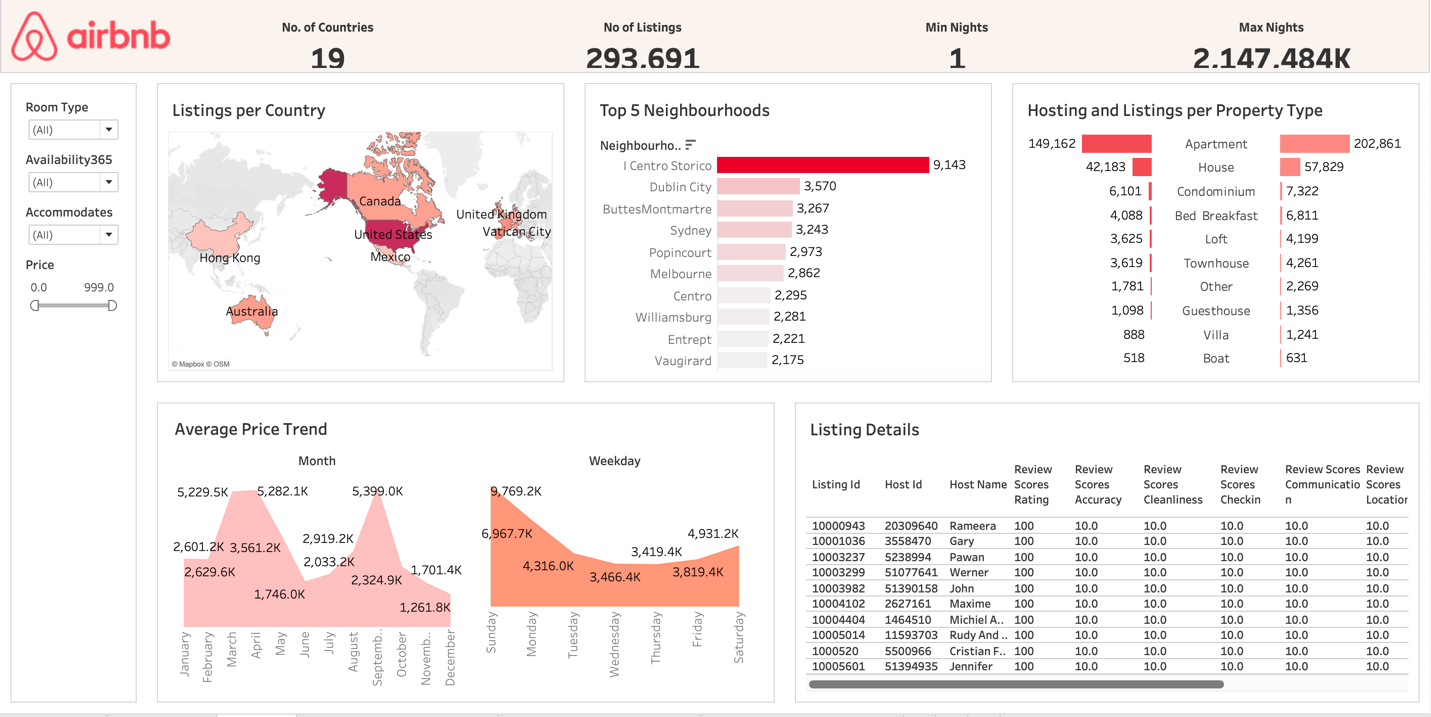 airbnb
No. of Countries
19
No of Listings
293,691
Min Nights
1
Max Nights
2,147,484K
Room Type
(All)
Availability365
(All)
Accommodates
(All)
Price
0.0 999.0
Listings per Country
Canada
United Kingdom
United States
Vatican City
Mexico
Hong Kong
Australia
© Mapbox © OSM
Top 5 Neighbourhoods
Neighbourho..
I Centro Storico 9,143
Dublin City 3,570
ButtesMontmartre 3,267
Sydney 3,243
Popincourt 2,973
Melbourne 2,862
Centro 2,295
Williamsburg 2,281
Entrept 2,221
Vaugirard 2,175
Hosting and Listings per Property Type
149,162 Apartment 202,861
42,183 House 57,829
6,101 Condominium 7,322
4,088 Bed Breakfast 6,811
3,625 Loft 4,199
3,619 Townhouse 4,261
1,781 Other 2,269
1,098 Guesthouse 1,356
888 Villa 1,241
518 Boat 631
Average Price Trend
Month
5,229.5K 5,282.1K 5,399.0K
2,919.2K
2,601.2K 3,561.2K
2,033.2K
2,629.6K 1,701.4K
2,324.9K
1,746.0K
1,261.8K
January
February
March
April
May
June
July
August
Septemb..
October
Novemb..
December
Weekday
9,769.2K
6,967.7K 4,931.2K
3,419.4K
4,316.0K
3,466.4K 3,819.4K
Sunday
Monday
Tuesday
Wednesday
Thursday
Friday
Saturday
Listing Details
Review Review Review Review Review Scores Review
Listing Id Host Id Host Name Scores Scores Scores Scores Communicatio Scores
Rating Accuracy Cleanliness Checkin n Location
10000943 20309640 Rameera 100 10.0 10.0 10.0 10.0 10.0
10001036 3558470 Gary 100 10.0 10.0 10.0 10.0 10.0
10003237 5238994 Pawan 100 10.0 10.0 10.0 10.0 10.0
10003299 51077641 Werner 100 10.0 10.0 10.0 10.0 10.0
10003982 51390158 John 100 10.0 10.0 10.0 10.0 10.0
10004102 2627161 Maxime 100 10.0 10.0 10.0 10.0 10.0
10004404 1464510 Michiel A.. 100 10.0 10.0 10.0 10.0 10.0
10005014 11593703 Rudy And .. 100 10.0 10.0 10.0 10.0 10.0
1000520 5500966 Cristian F.. 100 10.0 10.0 10.0 10.0 10.0
10005601 51394935 Jennifer 100 10.0 10.0 10.0 10.0 10.0